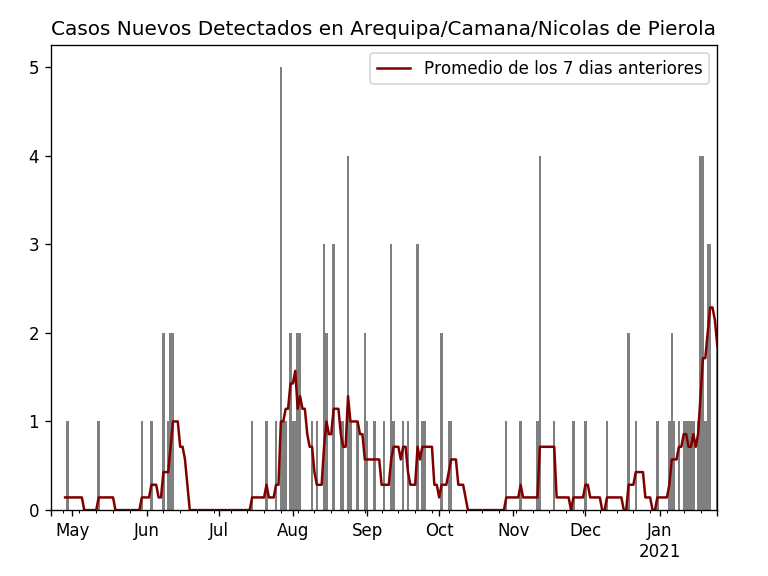 Casos Nuevos Detectados en Arequipa/Camana/Nicolas de Pierola
Promedio de los 7 dias anteriores
5
4
3
2
1
0
May Jun Jul Aug Sep Oct Nov Dec Jan
2021